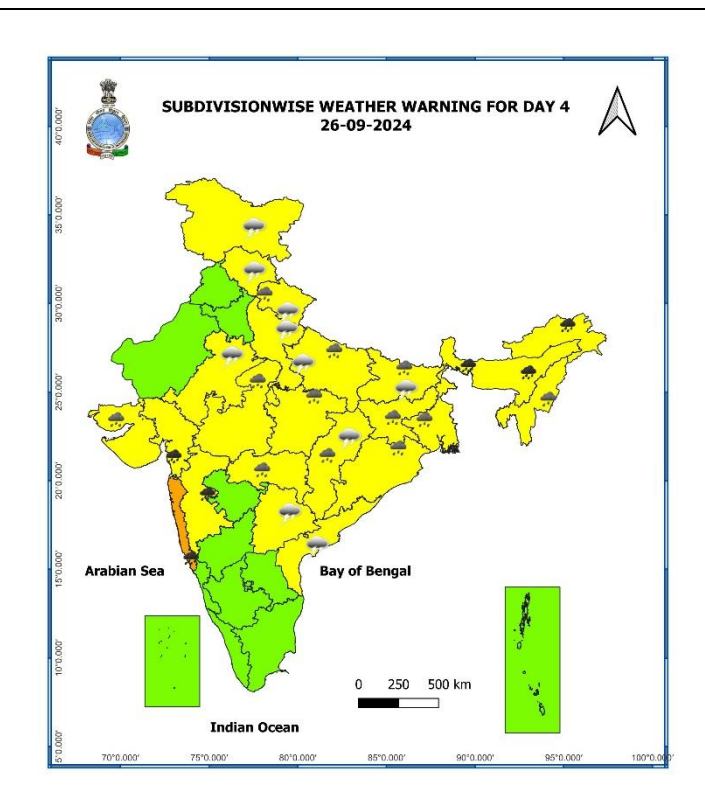 SUBDIVISIONWISE WEATHER WARNING FOR DAY 4
26-09-2024
40°0.000'
35°0.000'
30°0.000'
25°0.000'
20°0.000'
15°0.000'
10°0.000'
5°0.000'
Arabian Sea
Bay of Bengal
0 250 500 km
Indian Ocean
70°0.000' 75°0.000' 80°0.000' 85°0.000' 90°0.000' 95°0.000' 100°0.000'